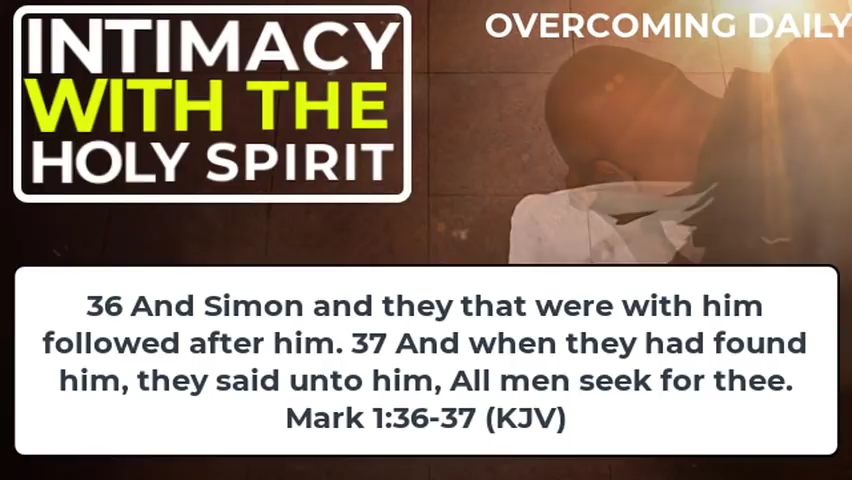 INTIMACY
WITH THE
HOLY SPIRIT
OVERCOMING DAILY
36 And Simon and they that were with him
followed after him. 37 And when they had found
him, they said unto him, All men seek for thee.
Mark 1:36-37 (KJV)